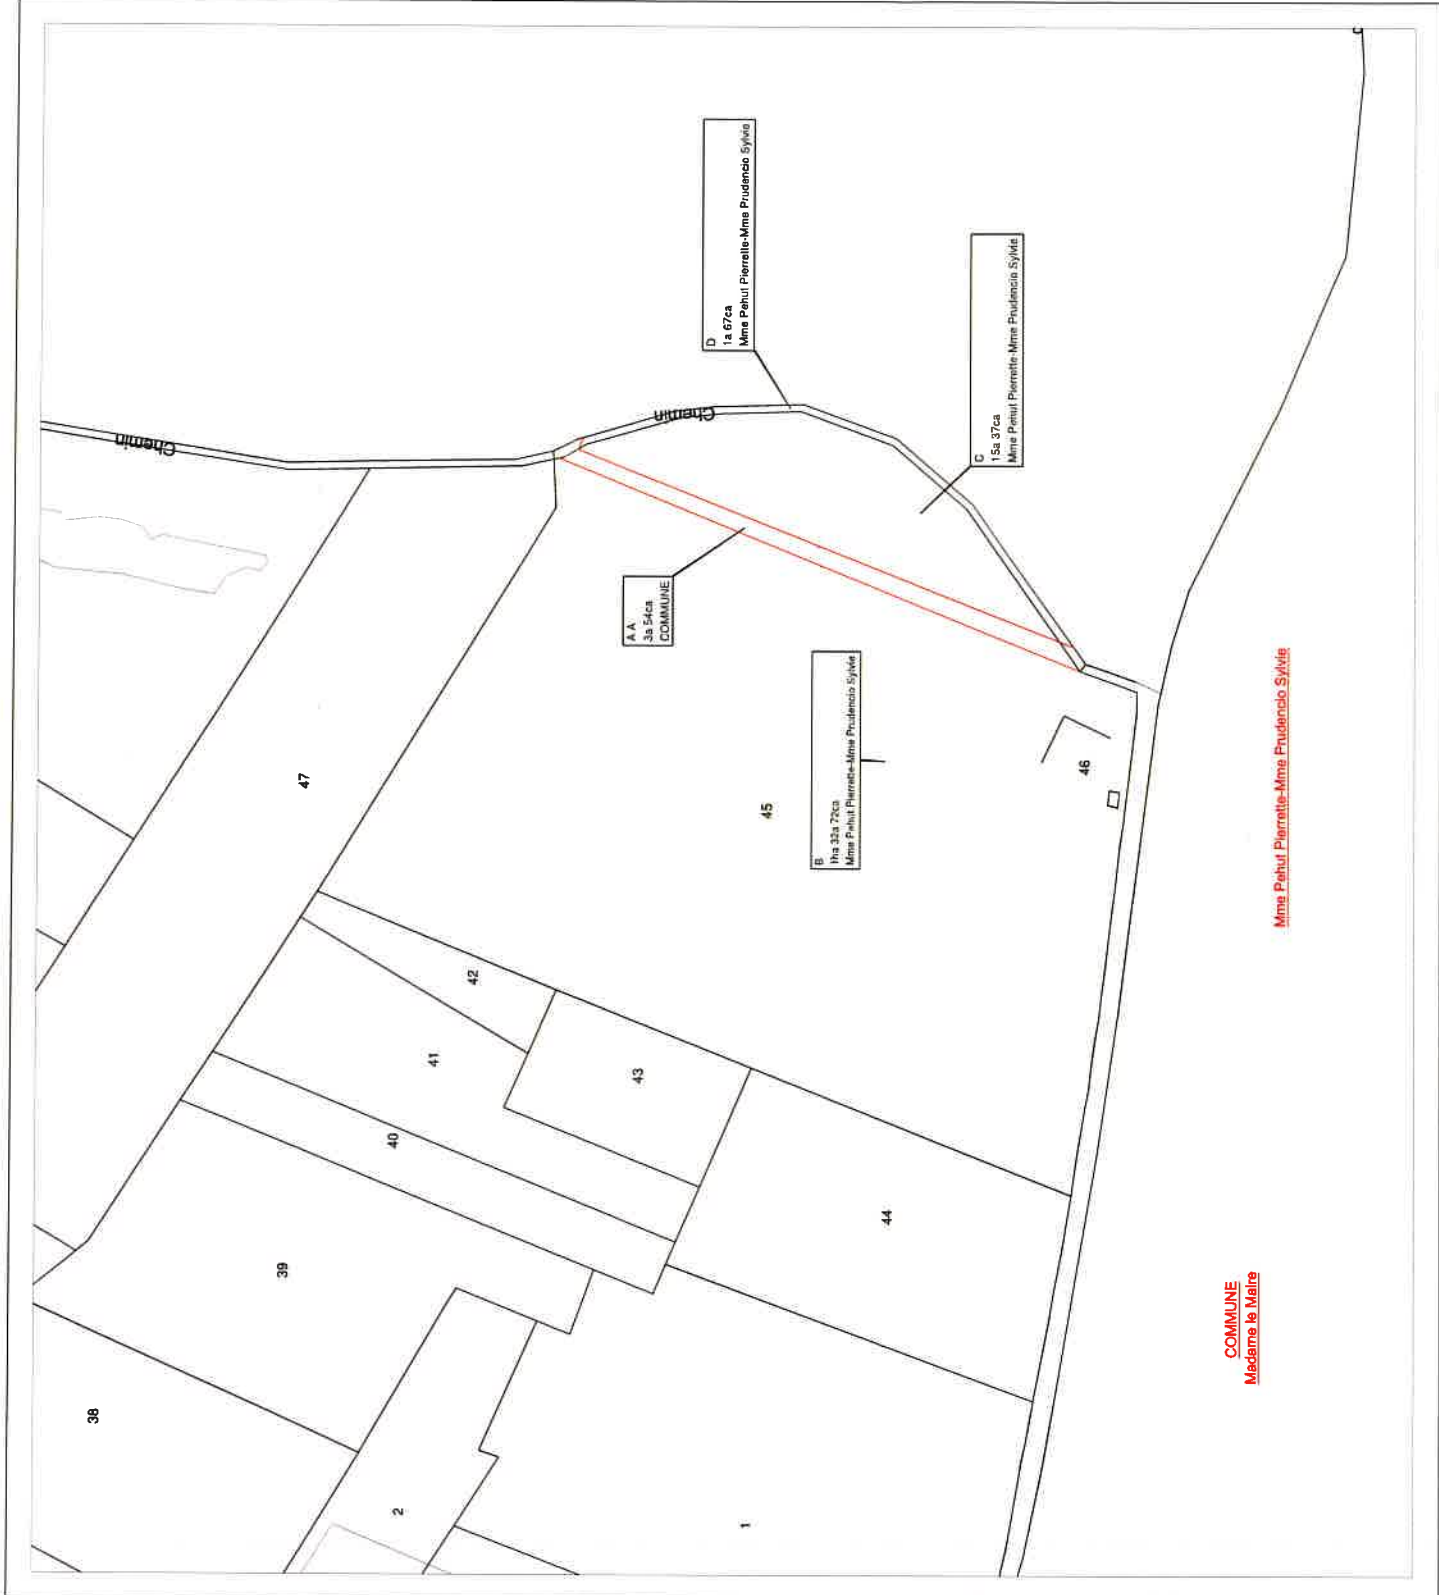 Chemin
Chemin
D
1a 67ca
Mme Pehut Pierrette-Mme Prudencio Sylvie
C
15a 37ca
Mme Pehut Pierrette-Mme Prudencio Sylvie
A A
3a 54ca
COMMUNE
B
1ha 32a 72ca
Mme Pehut Pierrette-Mme Prudencio Sylvie
47
45
46
42
41
43
40
44
39
38
2
1
Mme Pehut Pierrette-Mme Prudencio Sylvie
COMMUNE
Madame le Maire